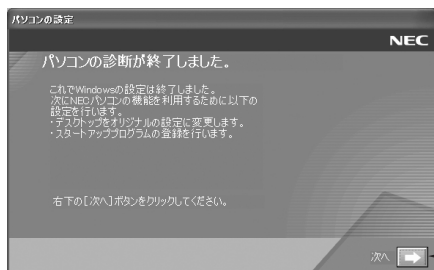 パソコンの設定
NEC
パソコンの診断が終了しました。
これでWindowsの設定は終了しました。
次にNECパソコンの機能を利用するために以下の
設定を行います。
・デスクトップをオリジナルの設定に変更します。
・スタートアッププログラムの登録を行います。
右下の[次へ]ボタンをクリックしてください。
次へ